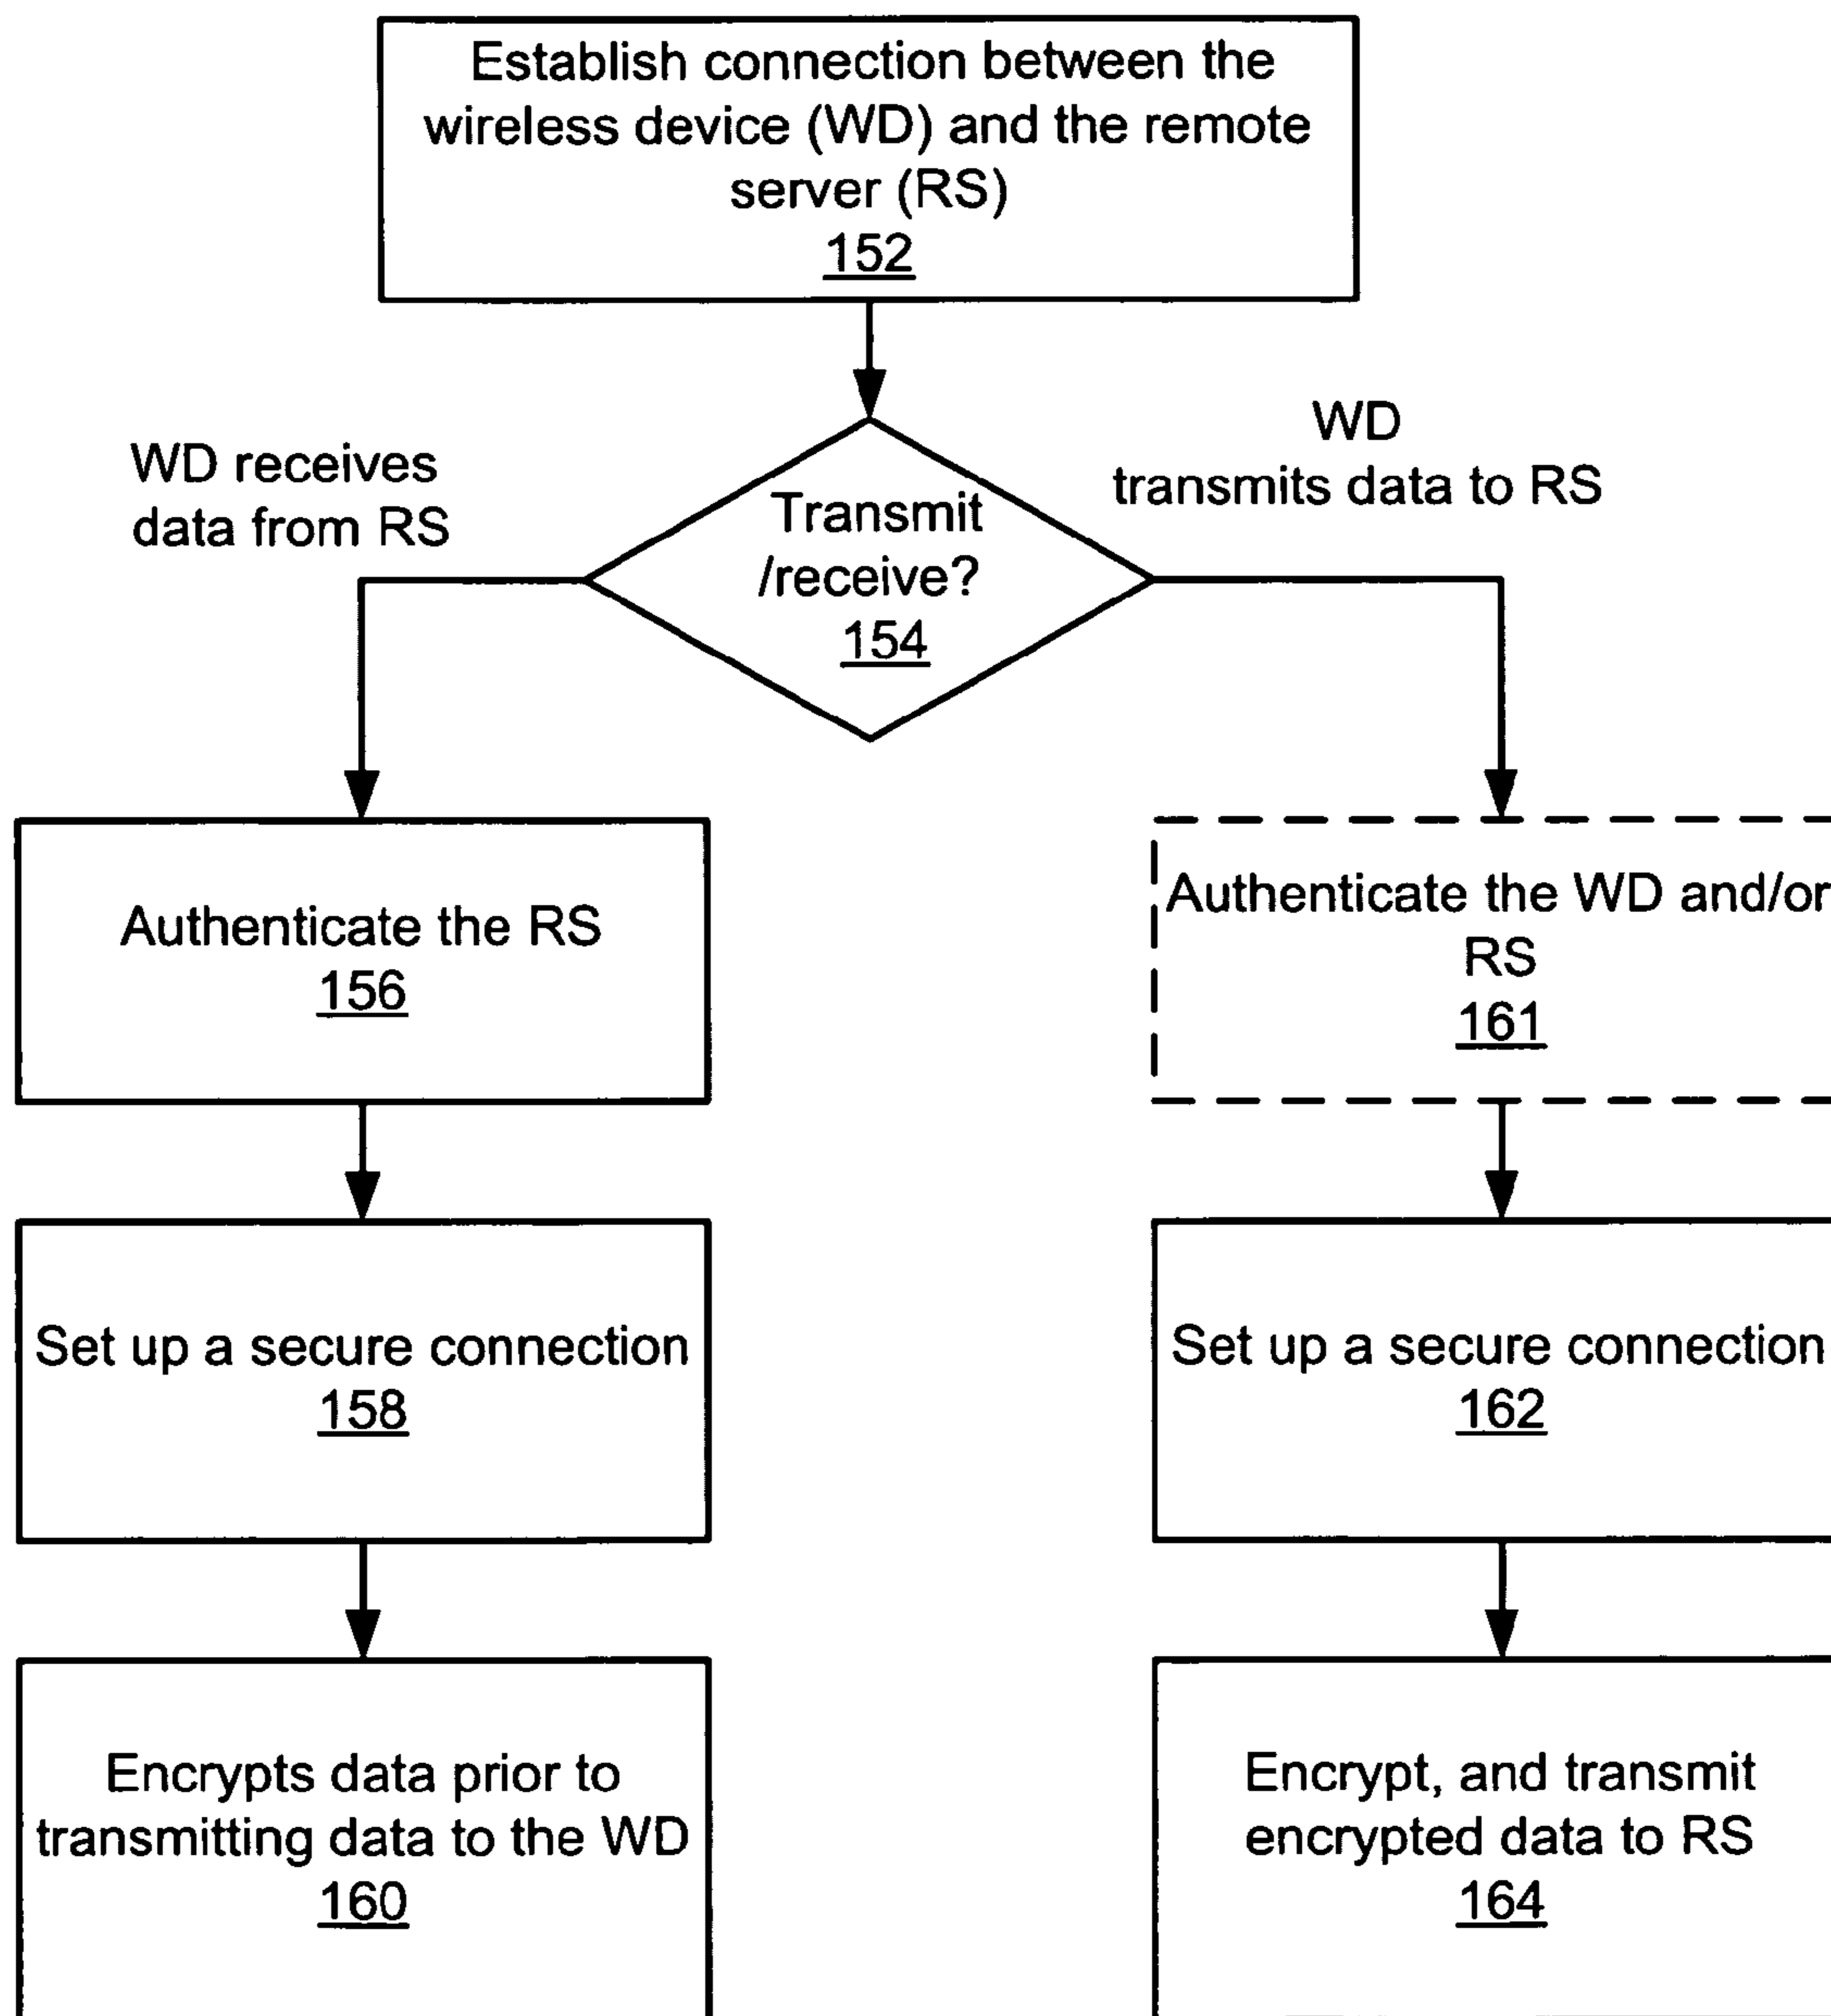 Establish connection between the
wireless device (WD) and the remote
server (RS)
152
WD receives
data from RS
Transmit
/receive?
154
WD
transmits data to RS
Authenticate the RS
156
Authenticate the WD and/or
RS
161
Set up a secure connection
158
Set up a secure connection
162
Encrypts data prior to
transmitting data to the WD
160
Encrypt, and transmit
encrypted data to RS
164